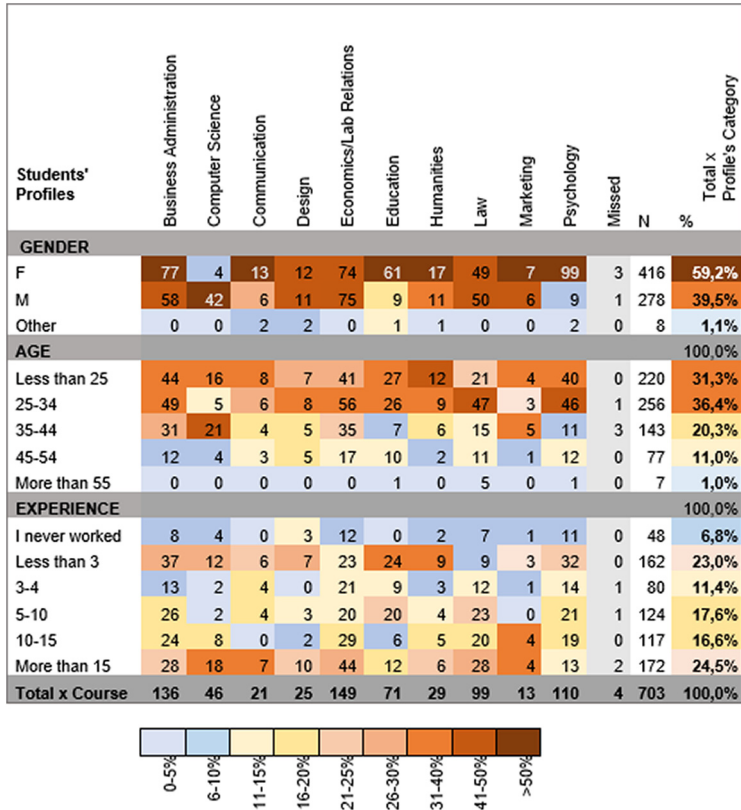 Students' Profiles Business Administration Computer Science Communication Design Economics/Lab Relations Education Humanities Law Marketing Psychology Missed N % Total x Profile's Category
GENDER
F 77 4 13 12 74 61 17 49 7 99 3 416 59,2%
M 58 42 6 11 75 9 11 50 6 9 1 278 39,5%
Other 0 0 2 2 0 1 1 0 0 2 0 8 1,1%
AGE 100,0%
Less than 25 44 16 8 7 41 27 12 21 4 40 0 220 31,3%
25-34 49 5 6 8 56 26 9 47 3 46 1 256 36,4%
35-44 31 21 4 5 35 7 6 15 5 11 3 143 20,3%
45-54 12 4 3 5 17 10 2 11 1 12 0 77 11,0%
More than 55 0 0 0 0 0 1 0 5 0 1 0 7 1,0%
EXPERIENCE 100,0%
I never worked 8 4 0 3 12 0 2 7 1 11 0 48 6,8%
Less than 3 37 12 6 7 23 24 9 9 3 32 0 162 23,0%
3-4 13 2 4 0 21 9 3 12 1 14 1 80 11,4%
5-10 26 2 4 3 20 20 4 23 0 21 1 124 17,6%
10-15 24 8 0 2 29 6 5 20 4 19 0 117 16,6%
More than 15 28 18 7 10 44 12 6 28 4 13 2 172 24,5%
Total x Course 136 46 21 25 149 71 29 99 13 110 4 703 100,0%
0-5% 6-10% 11-15% 16-20% 21-25% 26-30% 31-40% 41-50% >50%